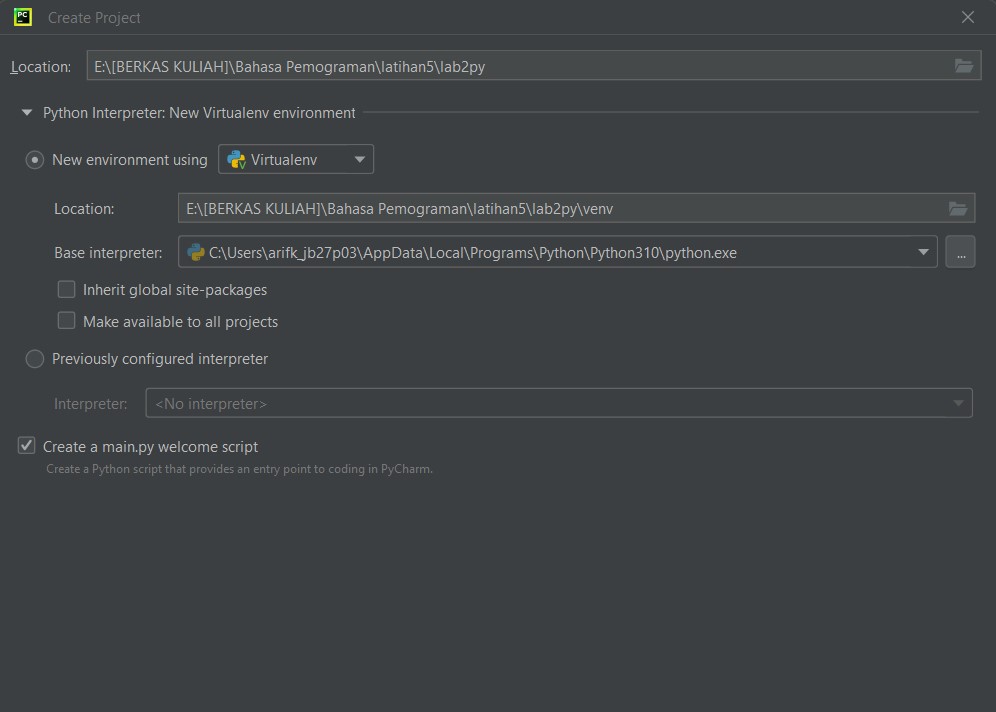 PC
Create Project
Location: E:\[BERKAS KULIAH]\Bahasa Pemograman\latihan5\lab2py
Python Interpreter: New Virtualenv environment
New environment using Virtualenv
Location: E:\[BERKAS KULIAH]\Bahasa Pemograman\latihan5\lab2py\venv
Base interpreter: C:\Users\arifk_jb27p03\AppData\Local\Programs\Python\Python310\python.exe ...
Inherit global site-packages
Make available to all projects
Previously configured interpreter
Interpreter: <No interpreter>
Create a main.py welcome script
Create a Python script that provides an entry point to coding in PyCharm.